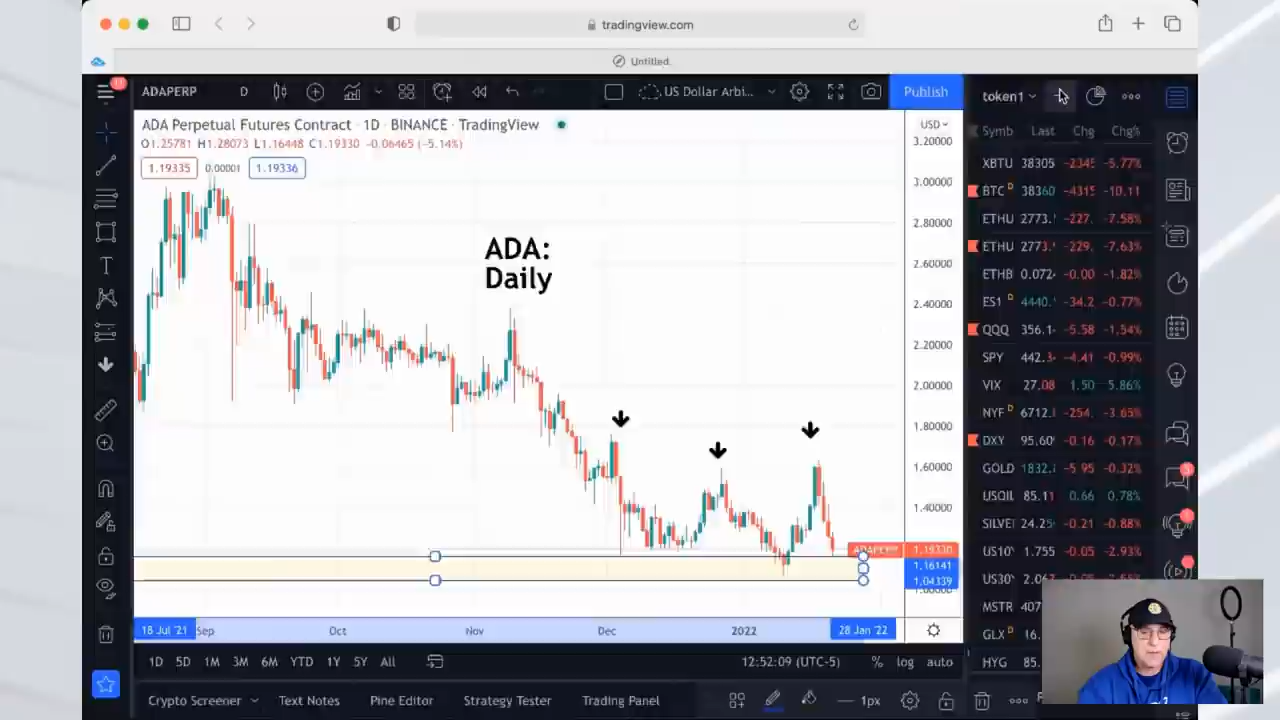 tradingview.com
Untitled
11
ADAPERP
D
US Dollar Arbi...
Publish
token1
ADA Perpetual Futures Contract · 1D · BINANCE · TradingView
O1.25781 H1.28073 L1.16448 C1.19330 -0.06465 (-5.14%)
1.19335
0.00001
1.19336
USD
3.20000
3.00000
2.80000
2.60000
2.40000
2.20000
2.00000
1.80000
1.60000
1.40000
1.19330
1.16141
1.04339
ADA:
Daily
Symb Last Chg Chg%
XBTU 38305 -2345 -5.77%
BTC D 38360 -4315 -10.11
ETHU 2773. -227. -7.58%
ETHU 2773. -229. -7.63%
ETHB 0.072 -0.00 -1.82%
ES1 D 4440. -34.2 -0.77%
QQQ 356.1 -5.58 -1.54%
SPY 442.3 -4.41 -0.99%
VIX 27.08 1.50 5.86%
NYF D 6712. -254. -3.65%
DXY 95.60 -0.16 -0.17%
GOLD 1832. -5.95 -0.32%
USOIL 85.11 0.66 0.78%
SILVE 24.25 -0.21 -0.88%
US10 1.755 -0.05 -2.93%
US30
MSTR 407
GLX D 16.
HYG 85.
18 Jul '21 Sep Oct Nov Dec 2022 28 Jan '22
1D 5D 1M 3M 6M YTD 1Y 5Y All
12:52:09 (UTC-5)
% log auto
Crypto Screener Text Notes Pine Editor Strategy Tester Trading Panel
1px